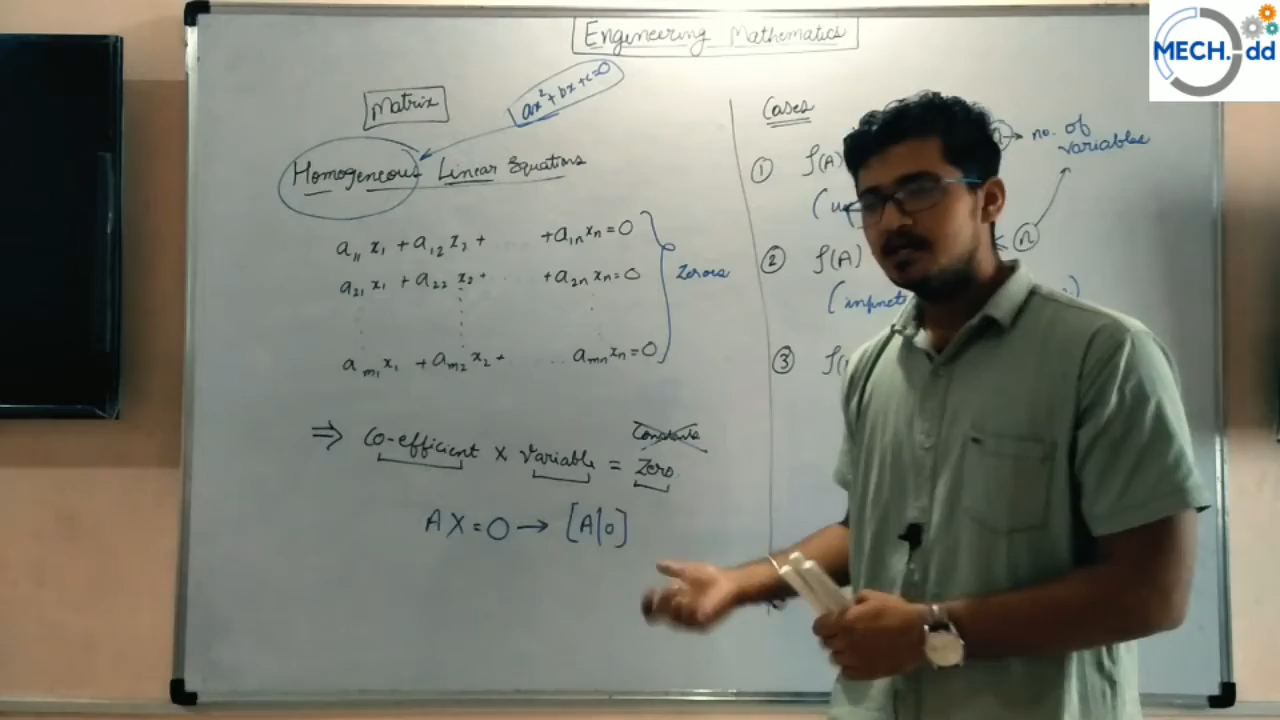 Engineering Mathematics
MECH.dd
Matrix
ax² + bx + c = 0
Homogeneous Linear Equations
a₁₁ x₁ + a₁₂ x₂ + + a₁ₙ xₙ = 0
a₂₁ x₁ + a₂₂ x₂ + .. + a₂ₙ xₙ = 0
Zeroes
aₘ₁ x₁ + aₘ₂ x₂ + .. aₘₙ xₙ = 0
Constants
⇒ Co-efficient × Variable = Zero.
AX = 0 → [A|0]
Cases
① ρ(A) → no. of
variables
(
② ρ(A) n
(
③ ρ(